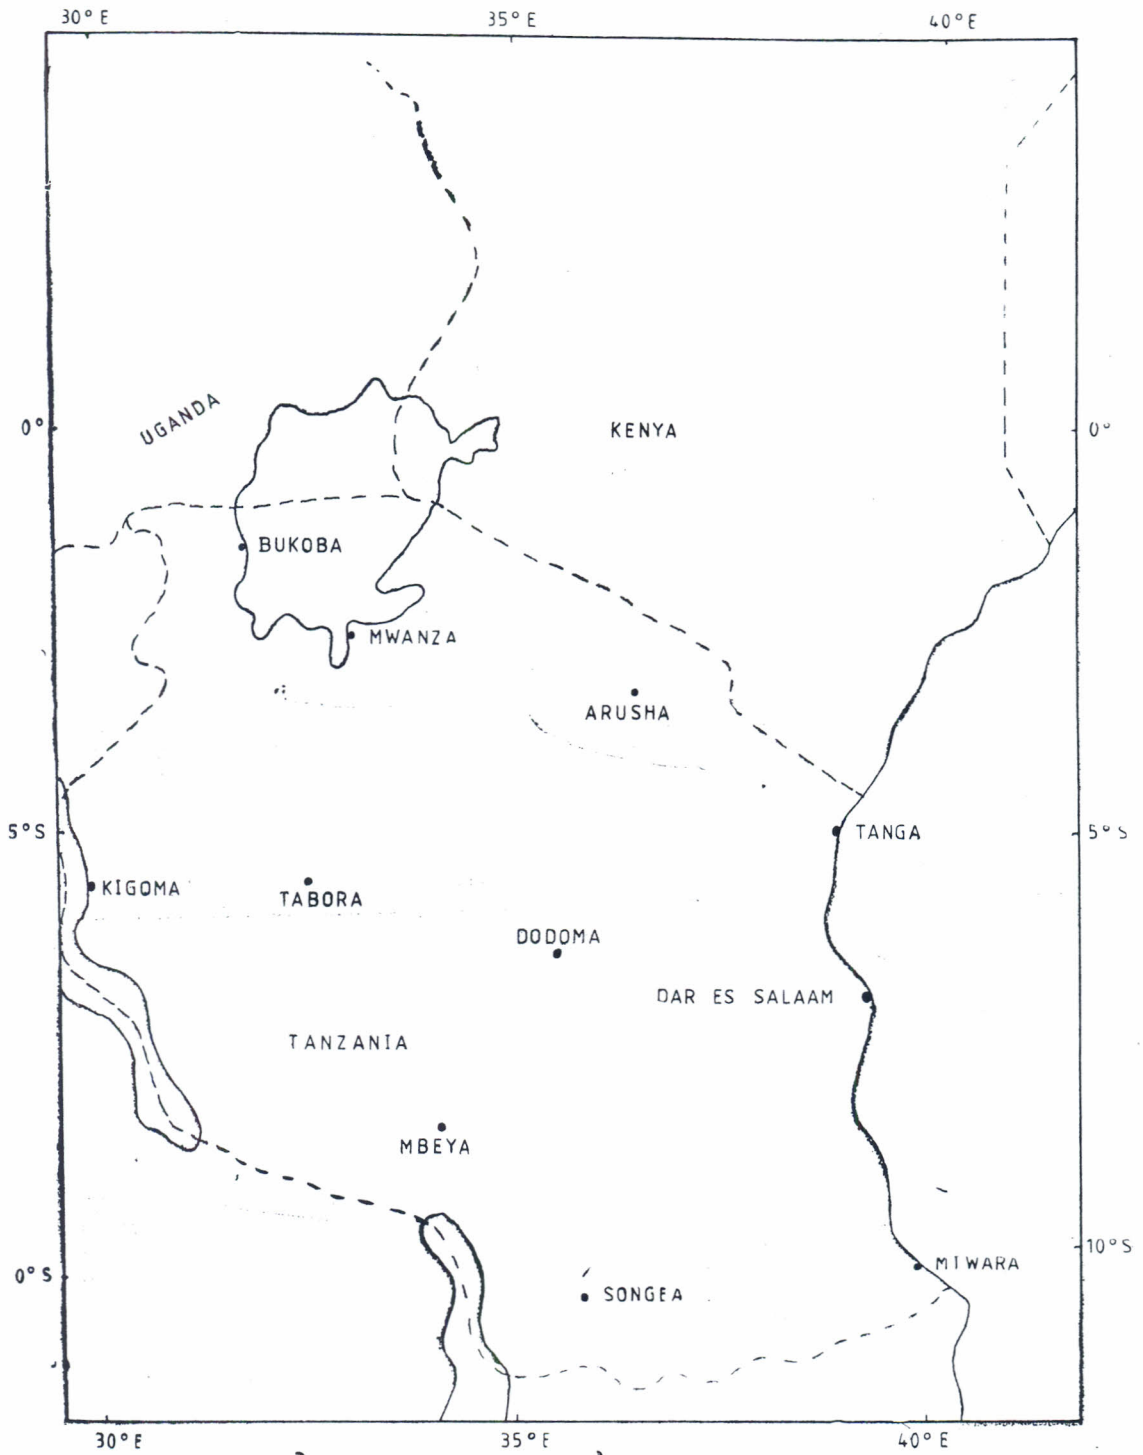 30°E 35°E 40°E
UGANDA
0° KENYA 0°
BUKOBA
MWANZA
ARUSHA
5°S TANGA 5°S
KIGOMA
TABORA
DODOMA
DAR ES SALAAM
TANZANIA
MBEYA
10°S
MIWARA
0°S
SONGEA
30°E 35°E 40°E